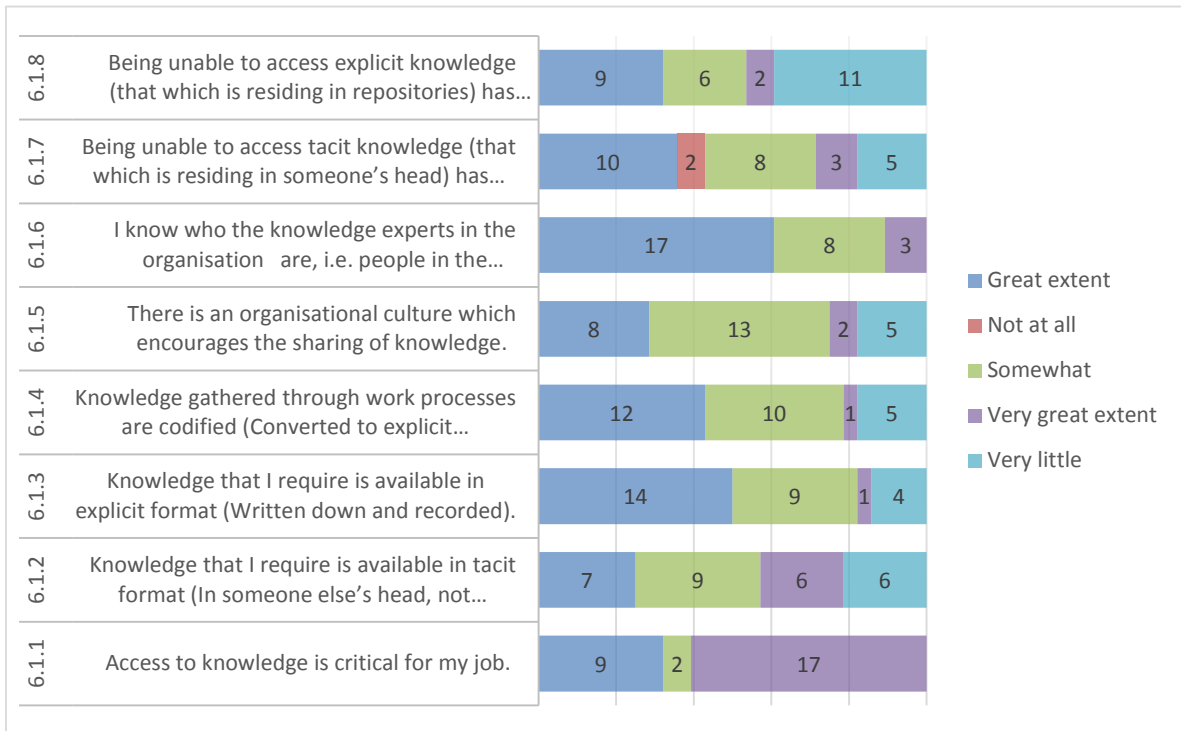 6.1.8
Being unable to access explicit knowledge
(that which is residing in repositories) has...
9 6 2 11
6.1.7
Being unable to access tacit knowledge (that
which is residing in someone’s head) has...
10 2 8 3 5
6.1.6
I know who the knowledge experts in the
organisation are, i.e. people in the...
17 8 3
6.1.5
There is an organisational culture which
encourages the sharing of knowledge.
8 13 2 5
6.1.4
Knowledge gathered through work processes
are codified (Converted to explicit...
12 10 1 5
6.1.3
Knowledge that I require is available in
explicit format (Written down and recorded).
14 9 1 4
6.1.2
Knowledge that I require is available in tacit
format (In someone else’s head, not...
7 9 6 6
6.1.1
Access to knowledge is critical for my job.
9 2 17
Great extent
Not at all
Somewhat
Very great extent
Very little